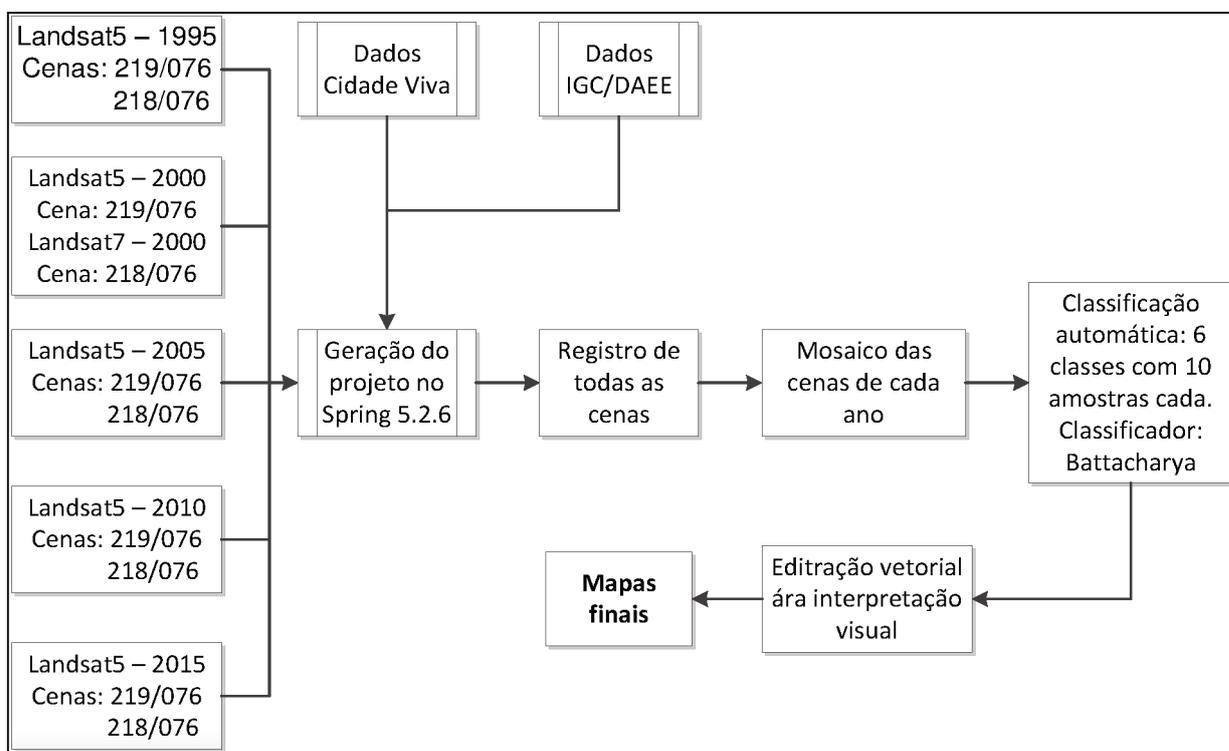 Landsat5 – 1995
Cenas: 219/076
218/076
Landsat5 – 2000
Cena: 219/076
Landsat7 – 2000
Cena: 218/076
Landsat5 – 2005
Cenas: 219/076
218/076
Landsat5 – 2010
Cenas: 219/076
218/076
Landsat5 – 2015
Cenas: 219/076
218/076
Dados
Cidade Viva
Dados
IGC/DAEE
Geração do
projeto no
Spring 5.2.6
Registro de
todas as
cenas
Mosaico das
cenas de cada
ano
Classificação
automática: 6
classes com 10
amostras cada.
Classificador:
Battacharya
Editração vetorial
ára interpretação
visual
Mapas
finais